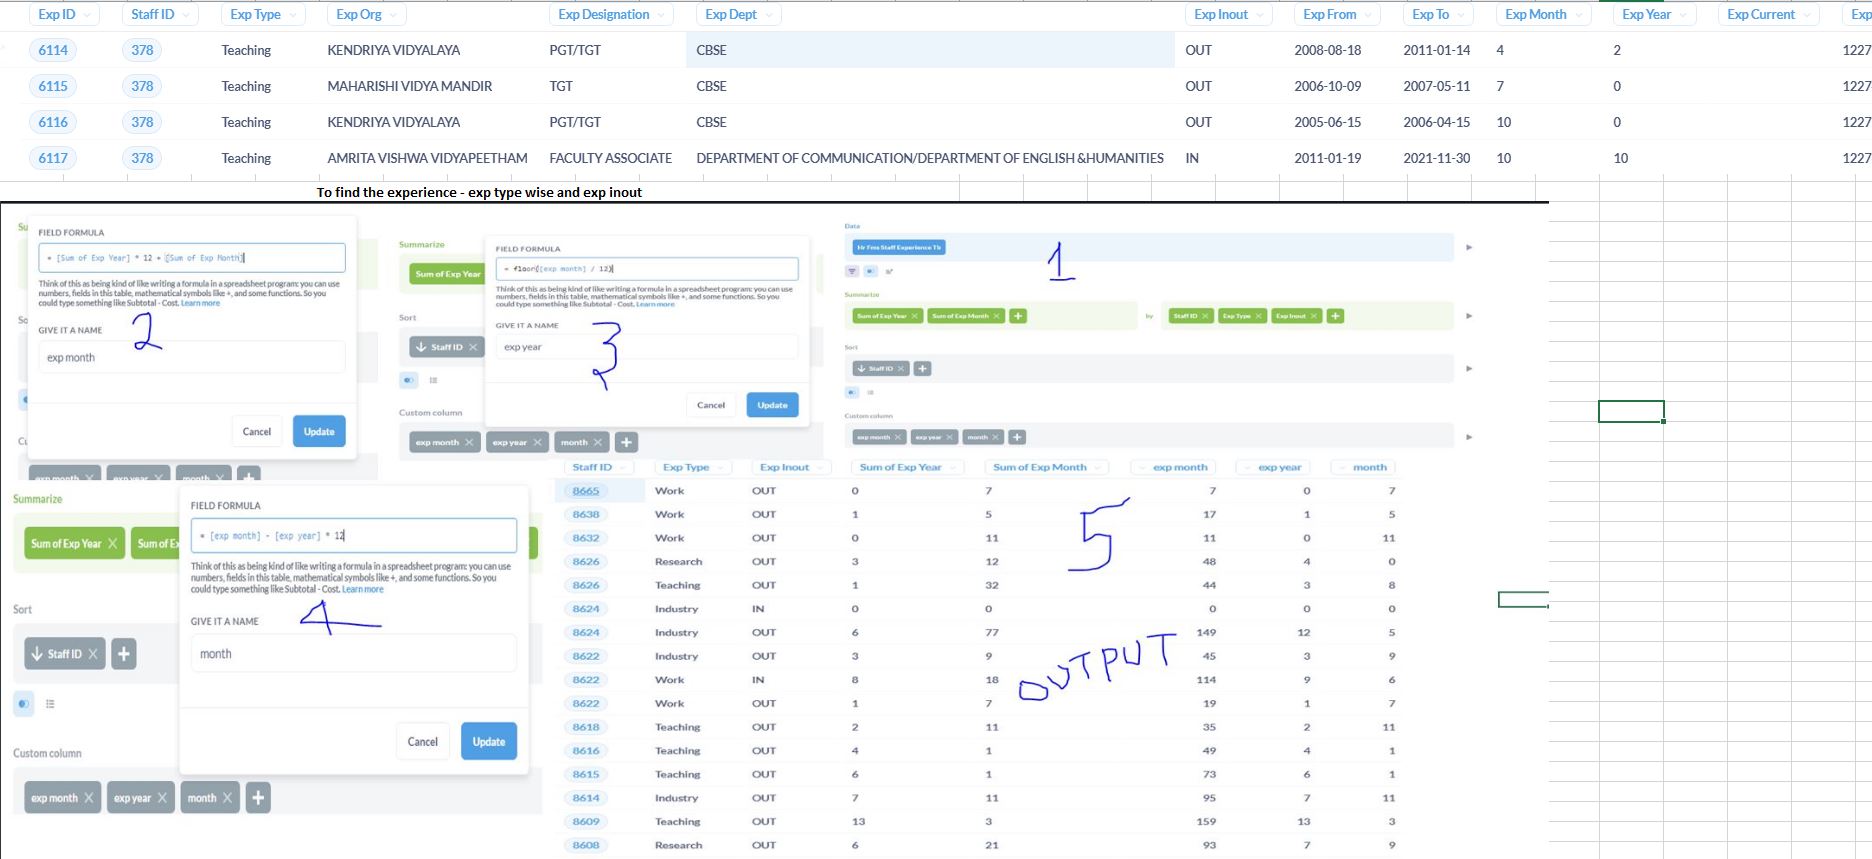 Exp ID Staff ID Exp Type Exp Org Exp Designation Exp Dept Exp Inout Exp From Exp To Exp Month Exp Year Exp Current Exp
6114 378 Teaching KENDRIYA VIDYALAYA PGT/TGT CBSE OUT 2008-08-18 2011-01-14 4 2 1227
6115 378 Teaching MAHARISHI VIDYA MANDIR TGT CBSE OUT 2006-10-09 2007-05-11 7 0 1227
6116 378 Teaching KENDRIYA VIDYALAYA PGT/TGT CBSE OUT 2005-06-15 2006-04-15 10 0 1227
6117 378 Teaching AMRITA VISHWA VIDYAPEETHAM FACULTY ASSOCIATE DEPARTMENT OF COMMUNICATION/DEPARTMENT OF ENGLISH &HUMANITIES IN 2011-01-19 2021-11-30 10 10 1227
To find the experience - exp type wise and exp inout
Su
FIELD FORMULA
= [Sum of Exp Year] * 12 + [Sum of Exp Month]
Think of this as being kind of like writing a formula in a spreadsheet program: you can use
numbers, fields in this table, mathematical symbols like +, and some functions. So you
could type something like Subtotal - Cost. Learn more
So
GIVE IT A NAME
2
exp month
Cancel Update
Cu
exp month X exp year X month X +
Summarize
Sum of Exp Year
FIELD FORMULA
= floor([exp month] / 12)
Think of this as being kind of like writing a formula in a spreadsheet program: you can use
numbers, fields in this table, mathematical symbols like +, and some functions. So you
could type something like Subtotal - Cost. Learn more
Sort
GIVE IT A NAME
3
↓ Staff ID X
exp year
Cancel Update
Custom column
exp month X exp year X month X +
Data
Hr Fms Staff Experience Tb
1
Summarize
Sum of Exp Year X Sum of Exp Month X + by Staff ID X Exp Type X Exp Inout X +
Sort
↓ Staff ID X +
Custom column
exp month X exp year X month X +
Summarize
Sum of Exp Year X Sum of Ex
FIELD FORMULA
= [exp month] - [exp year] * 12
Think of this as being kind of like writing a formula in a spreadsheet program: you can use
numbers, fields in this table, mathematical symbols like +, and some functions. So you
could type something like Subtotal - Cost. Learn more
Sort
GIVE IT A NAME
4
↓ Staff ID X +
month
Cancel Update
Custom column
exp month X exp year X month X +
Staff ID Exp Type Exp Inout Sum of Exp Year Sum of Exp Month exp month exp year month
8665 Work OUT 0 7 7 0 7
8638 Work OUT 1 5 17 1 5
8632 Work OUT 0 11 11 0 11
8626 Research OUT 3 12 48 4 0
8626 Teaching OUT 1 32 44 3 8
8624 Industry IN 0 0 0 0 0
8624 Industry OUT 6 77 149 12 5
8622 Industry OUT 3 9 45 3 9
8622 Work IN 8 18 114 9 6
8622 Work OUT 1 7 19 1 7
8618 Teaching OUT 2 11 35 2 11
8616 Teaching OUT 4 1 49 4 1
8615 Teaching OUT 6 1 73 6 1
8614 Industry OUT 7 11 95 7 11
8609 Teaching OUT 13 3 159 13 3
8608 Research OUT 6 21 93 7 9
5
OUTPUT